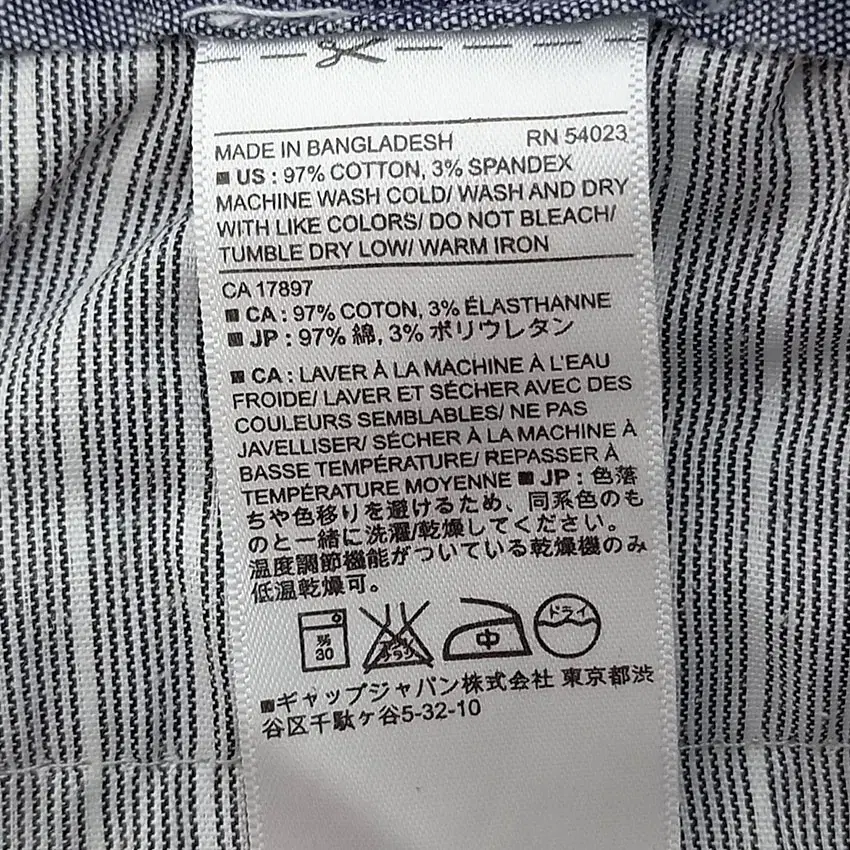 MADE IN BANGLADESH RN 54023
■ US : 97% COTTON, 3% SPANDEX
MACHINE WASH COLD/ WASH AND DRY
WITH LIKE COLORS/ DO NOT BLEACH/
TUMBLE DRY LOW/ WARM IRON
CA 17897
■ CA : 97% COTON, 3% ÉLASTHANNE
■ JP : 97% 綿, 3% ポリウレタン
■ CA : LAVER À LA MACHINE À L'EAU
FROIDE/ LAVER ET SÉCHER AVEC DES
COULEURS SEMBLABLES/ NE PAS
JAVELLISER/ SÉCHER À LA MACHINE À
BASSE TEMPÉRATURE/ REPASSER À
TEMPÉRATURE MOYENNE ■ JP : 色落
ちや色移りを避けるため、同系色のも
のと一緒に洗濯/乾燥してください。
温度調節機能がついている乾燥機のみ
低温乾燥可。
弱 30 エンソ サラシ 中 ドライ
■ギャップジャパン株式会社 東京都渋
谷区千駄ヶ谷5-32-10